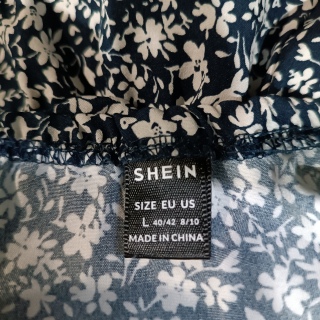 SHEIN
SIZE EU US
L 40/42 8/10
MADE IN CHINA